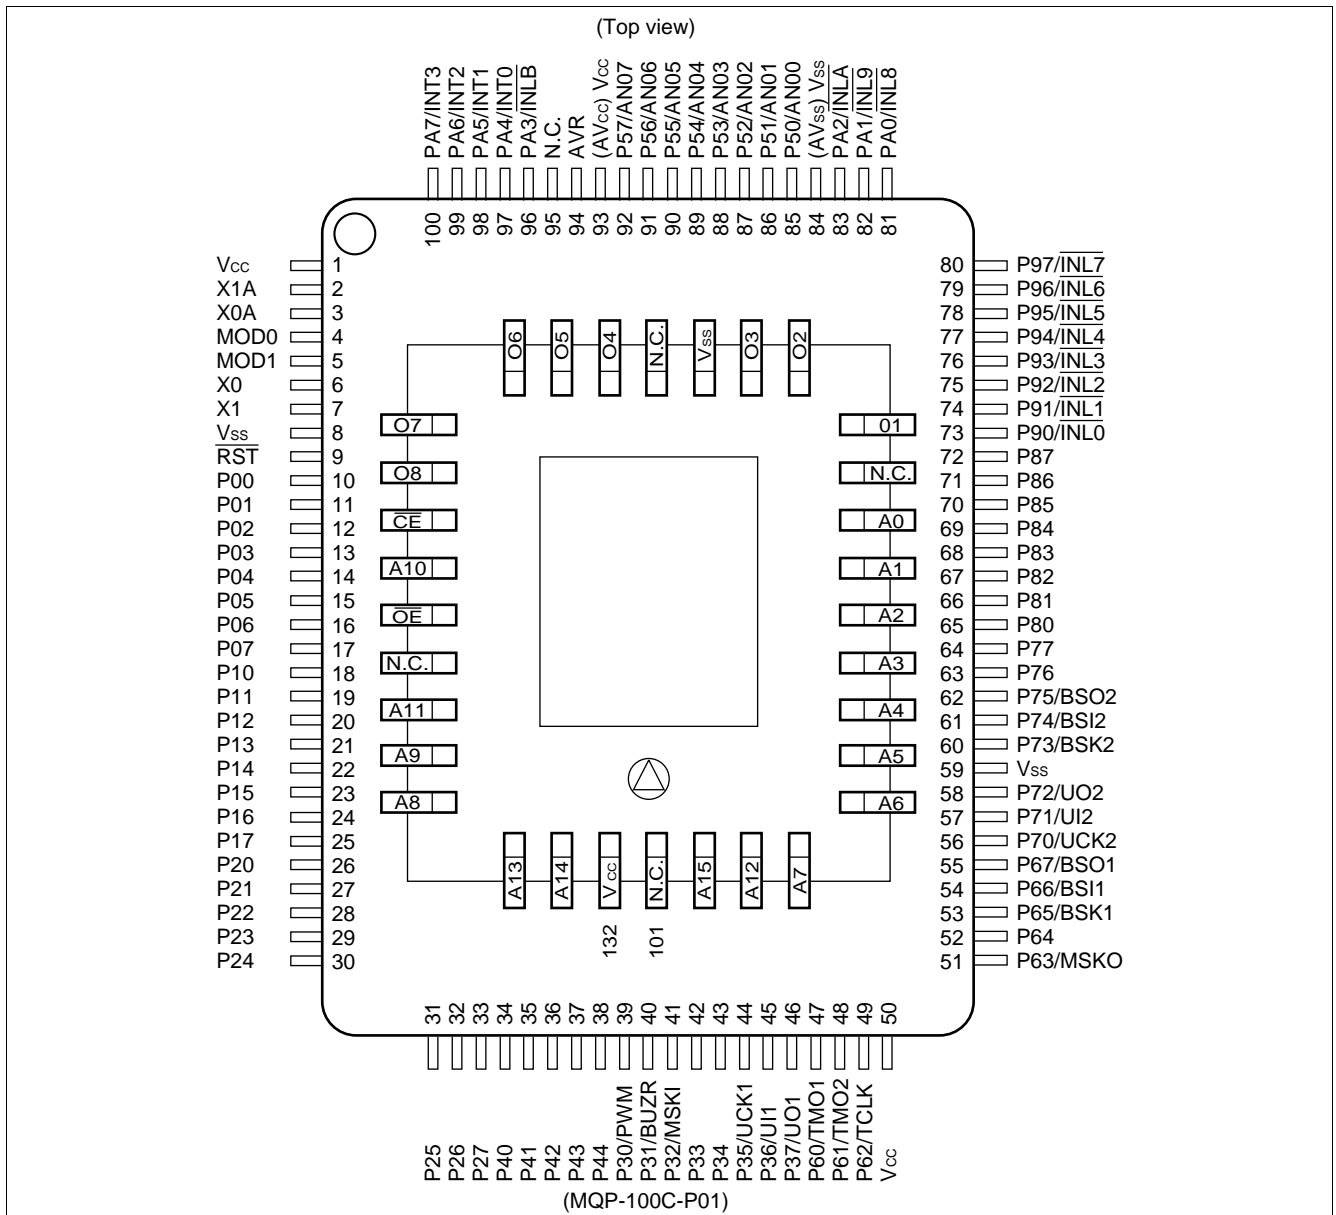 (Top view)
PA7/INT3
PA6/INT2
PA5/INT1
PA4/INT0
PA3/INLB
N.C.
AVR
(AVCC) VCC
P57/AN07
P56/AN06
P55/AN05
P54/AN04
P53/AN03
P52/AN02
P51/AN01
P50/AN00
(AVSS) VSS
PA2/INLA
PA1/INL9
PA0/INL8
100
99
98
97
96
95
94
93
92
91
90
89
88
87
86
85
84
83
82
81
VCC 1
X1A 2
X0A 3
MOD0 4
MOD1 5
X0 6
X1 7
VSS 8
RST 9
P00 10
P01 11
P02 12
P03 13
P04 14
P05 15
P06 16
P07 17
P10 18
P11 19
P12 20
P13 21
P14 22
P15 23
P16 24
P17 25
P20 26
P21 27
P22 28
P23 29
P24 30
O6
O5
O4
N.C.
VSS
O3
O2
O7
O8
CE
A10
OE
N.C.
A11
A9
A8
01
N.C.
A0
A1
A2
A3
A4
A5
A6
A13
A14
VCC
N.C.
A15
A12
A7
132
101
80 P97/INL7
79 P96/INL6
78 P95/INL5
77 P94/INL4
76 P93/INL3
75 P92/INL2
74 P91/INL1
73 P90/INL0
72 P87
71 P86
70 P85
69 P84
68 P83
67 P82
66 P81
65 P80
64 P77
63 P76
62 P75/BSO2
61 P74/BSI2
60 P73/BSK2
59 VSS
58 P72/UO2
57 P71/UI2
56 P70/UCK2
55 P67/BSO1
54 P66/BSI1
53 P65/BSK1
52 P64
51 P63/MSKO
31
32
33
34
35
36
37
38
39
40
41
42
43
44
45
46
47
48
49
50
P25
P26
P27
P40
P41
P42
P43
P44
P30/PWM
P31/BUZR
P32/MSKI
P33
P34
P35/UCK1
P36/UI1
P37/UO1
P60/TMO1
P61/TMO2
P62/TCLK
VCC
(MQP-100C-P01)